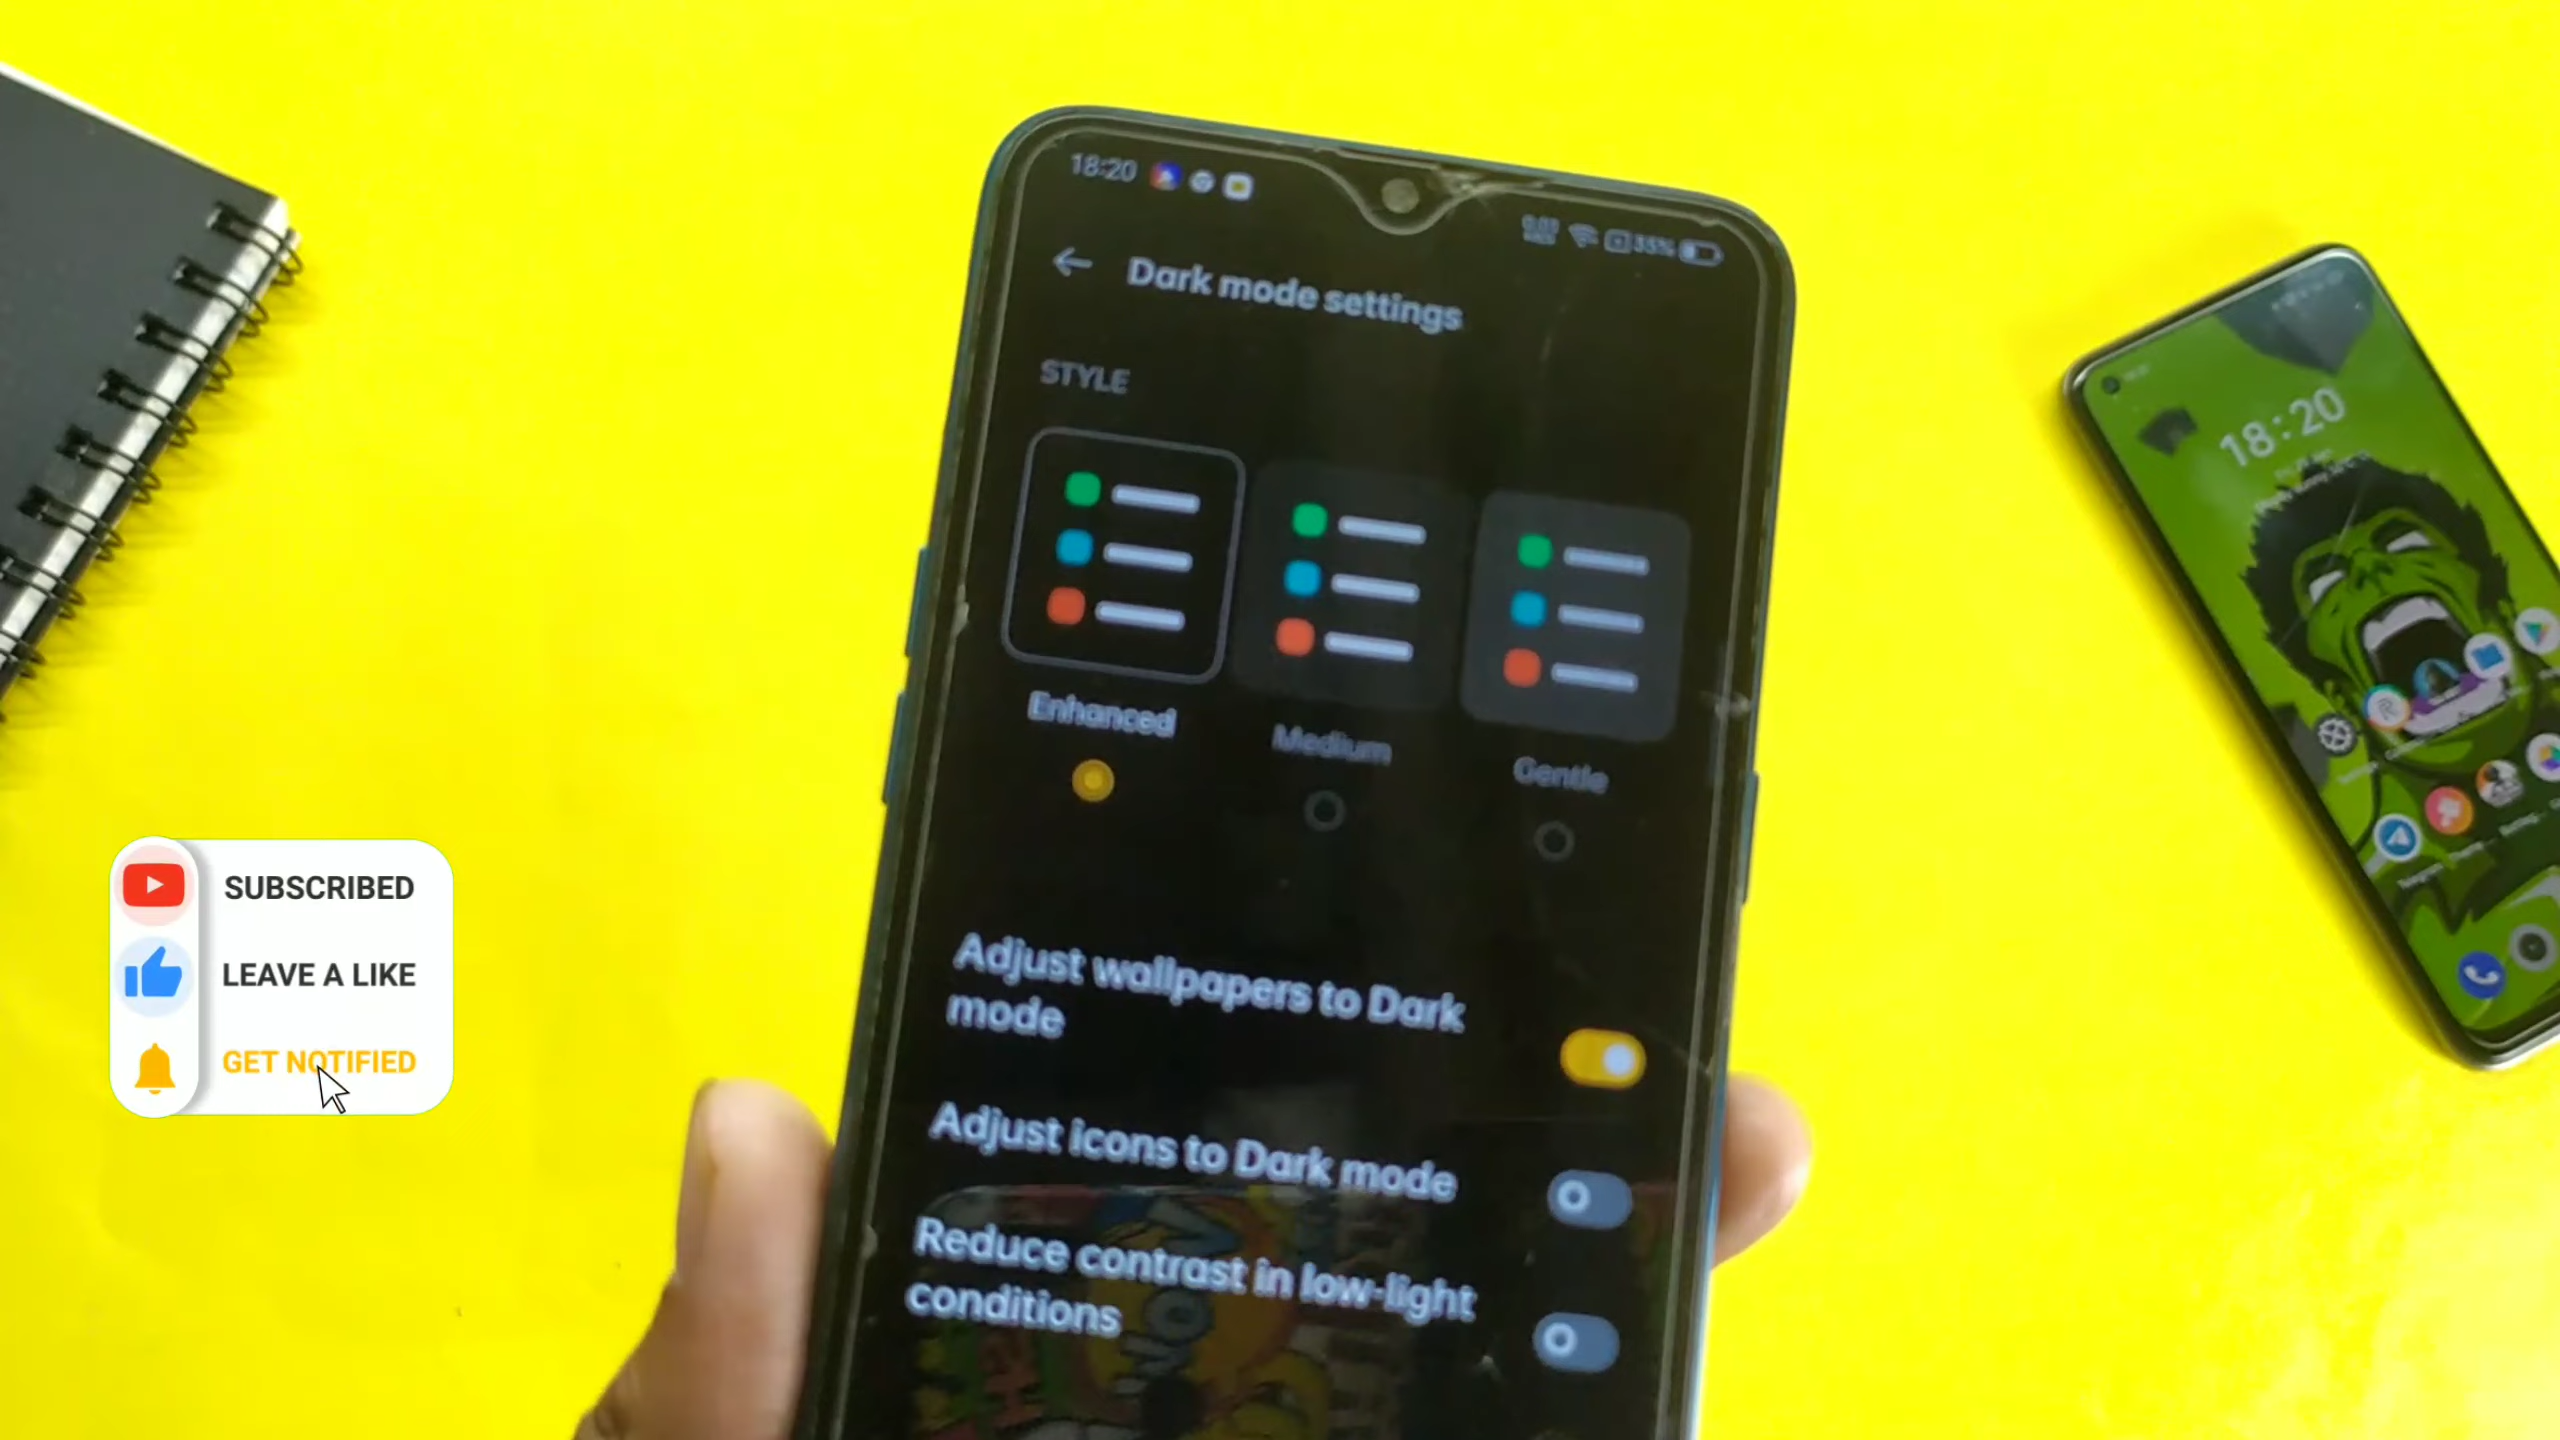 18:20
35%
Dark mode settings
STYLE
Enhanced
Medium
Gentle
Adjust wallpapers to Dark
mode
Adjust icons to Dark mode
Reduce contrast in low-light
conditions
18:20
SUBSCRIBED
LEAVE A LIKE
GET NOTIFIED